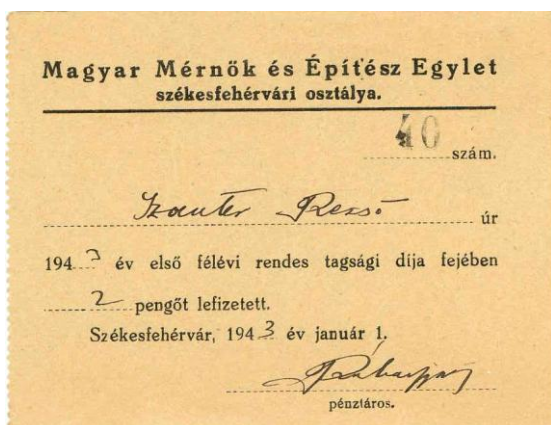 Magyar Mérnök és Építész Egylet
székesfehérvári osztálya.
40 szám.
Rezső úr
1943 év első félévi rendes tagsági díja fejében
2 pengőt lefizetett.
Székesfehérvár, 1943 év január 1.
pénztáros.